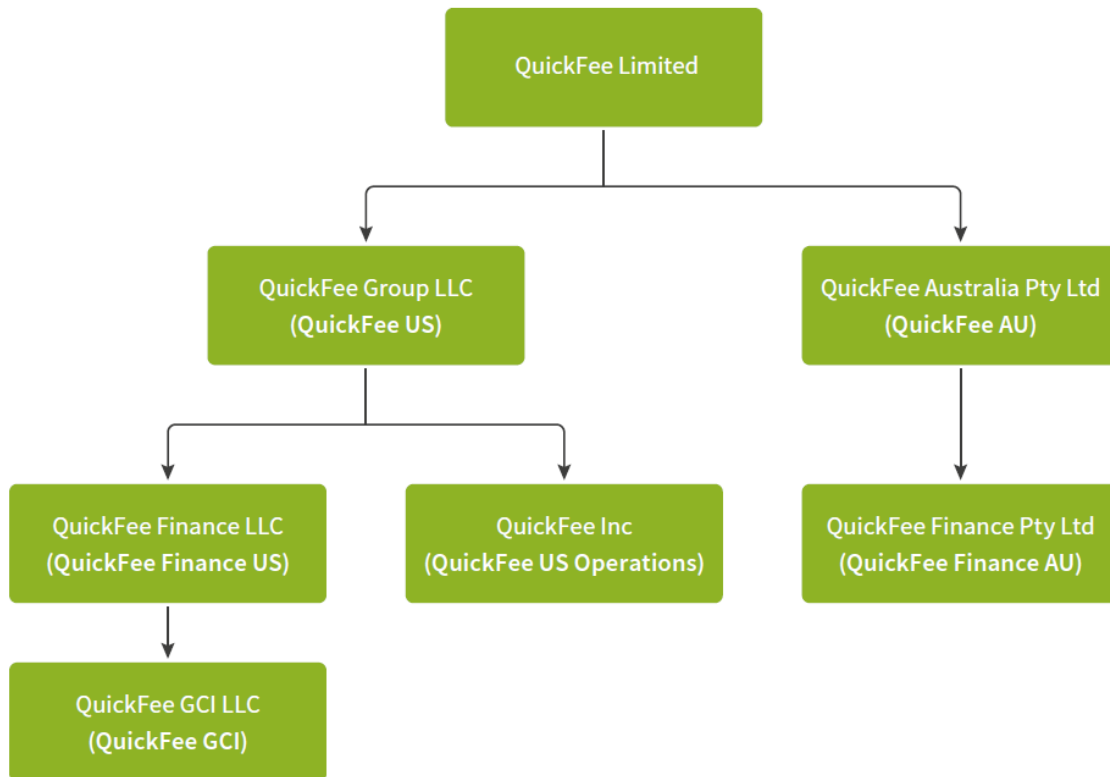 QuickFee Limited
QuickFee Group LLC
(QuickFee US)
QuickFee Australia Pty Ltd
(QuickFee AU)
QuickFee Finance LLC
(QuickFee Finance US)
QuickFee Inc
(QuickFee US Operations)
QuickFee Finance Pty Ltd
(QuickFee Finance AU)
QuickFee GCI LLC
(QuickFee GCI)